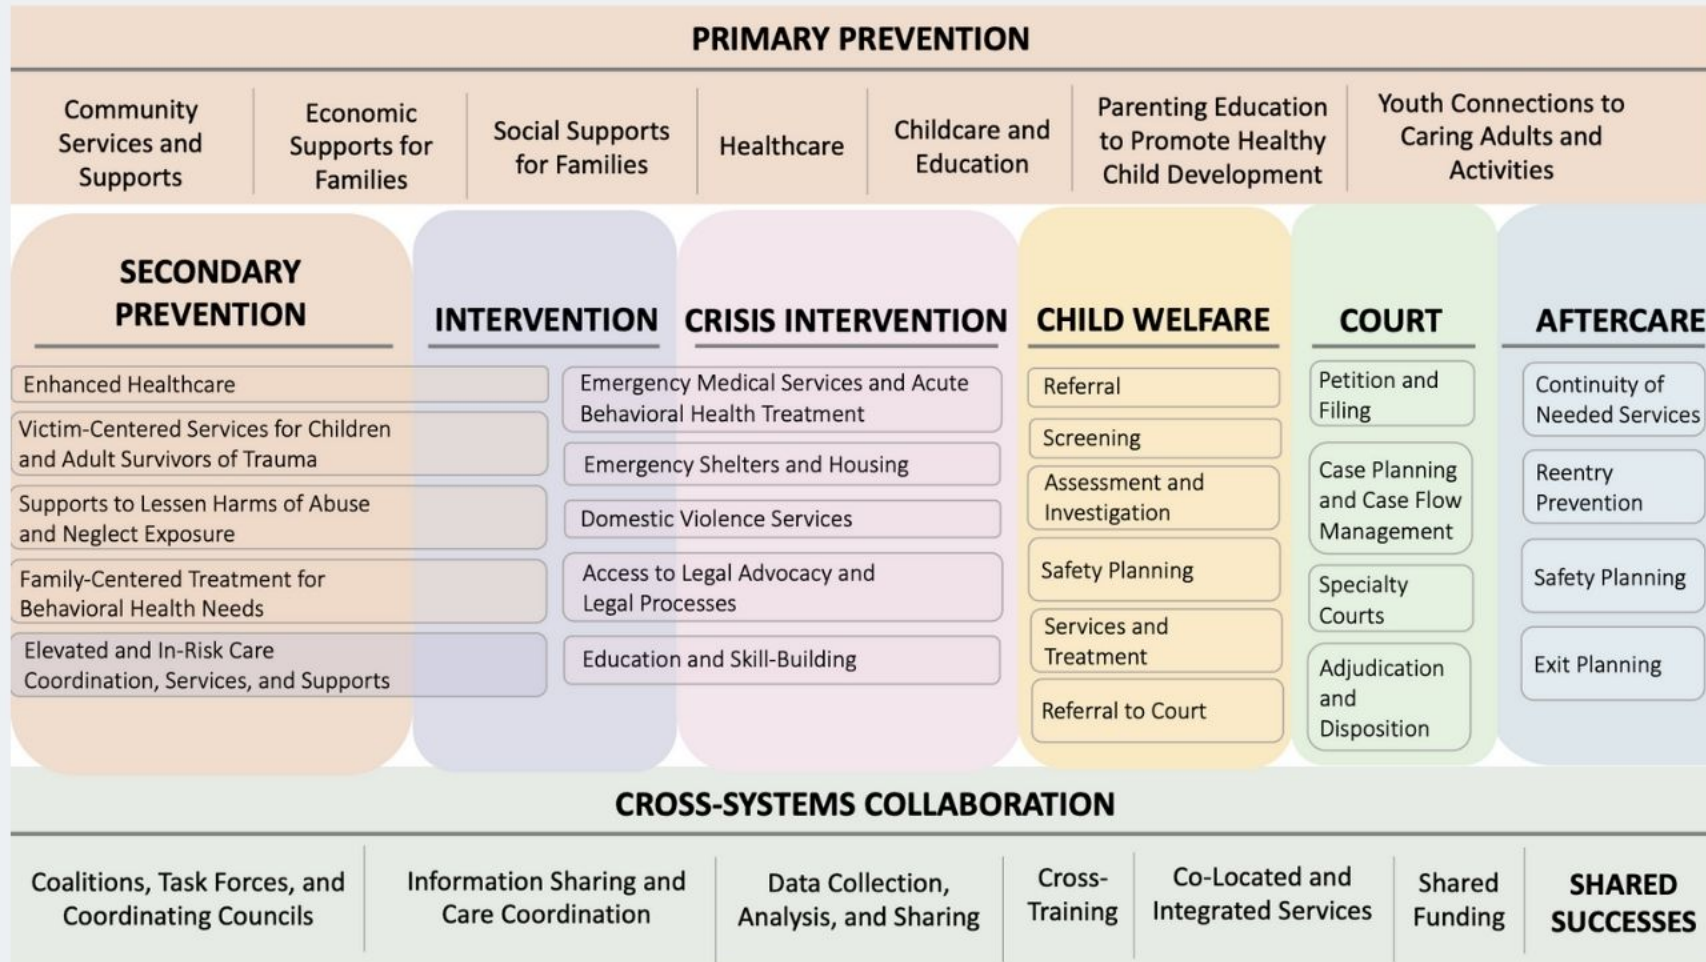 PRIMARY PREVENTION
Community
Services and
Supports
Economic
Supports for
Families
Social Supports
for Families
Healthcare
Childcare and
Education
Parenting Education
to Promote Healthy
Child Development
Youth Connections to
Caring Adults and
Activities
SECONDARY
PREVENTION
Enhanced Healthcare
Victim-Centered Services for Children
and Adult Survivors of Trauma
Supports to Lessen Harms of Abuse
and Neglect Exposure
Family-Centered Treatment for
Behavioral Health Needs
Elevated and In-Risk Care
Coordination, Services, and Supports
INTERVENTION
CRISIS INTERVENTION
Emergency Medical Services and Acute
Behavioral Health Treatment
Emergency Shelters and Housing
Domestic Violence Services
Access to Legal Advocacy and
Legal Processes
Education and Skill-Building
CHILD WELFARE
Referral
Screening
Assessment and
Investigation
Safety Planning
Services and
Treatment
Referral to Court
COURT
Petition and
Filing
Case Planning
and Case Flow
Management
Specialty
Courts
Adjudication
and
Disposition
AFTERCARE
Continuity of
Needed Services
Reentry
Prevention
Safety Planning
Exit Planning
CROSS-SYSTEMS COLLABORATION
Coalitions, Task Forces, and
Coordinating Councils
Information Sharing and
Care Coordination
Data Collection,
Analysis, and Sharing
Cross-
Training
Co-Located and
Integrated Services
Shared
Funding
SHARED
SUCCESSES